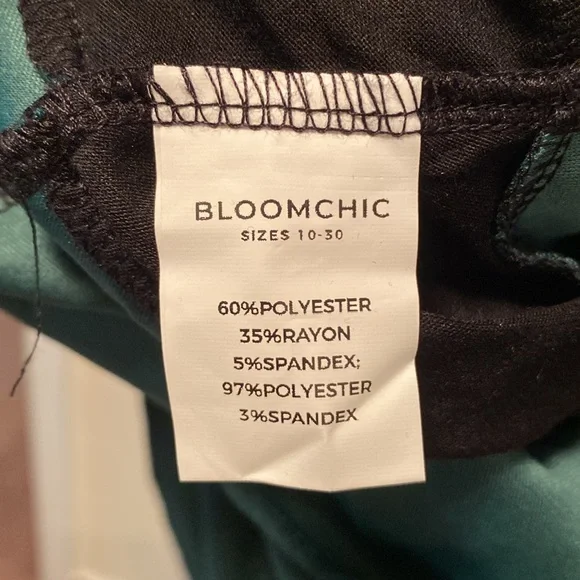 BLOOMCHIC
SIZES 10-30
60%POLYESTER
35%RAYON
5%SPANDEX;
97%POLYESTER
3%SPANDEX